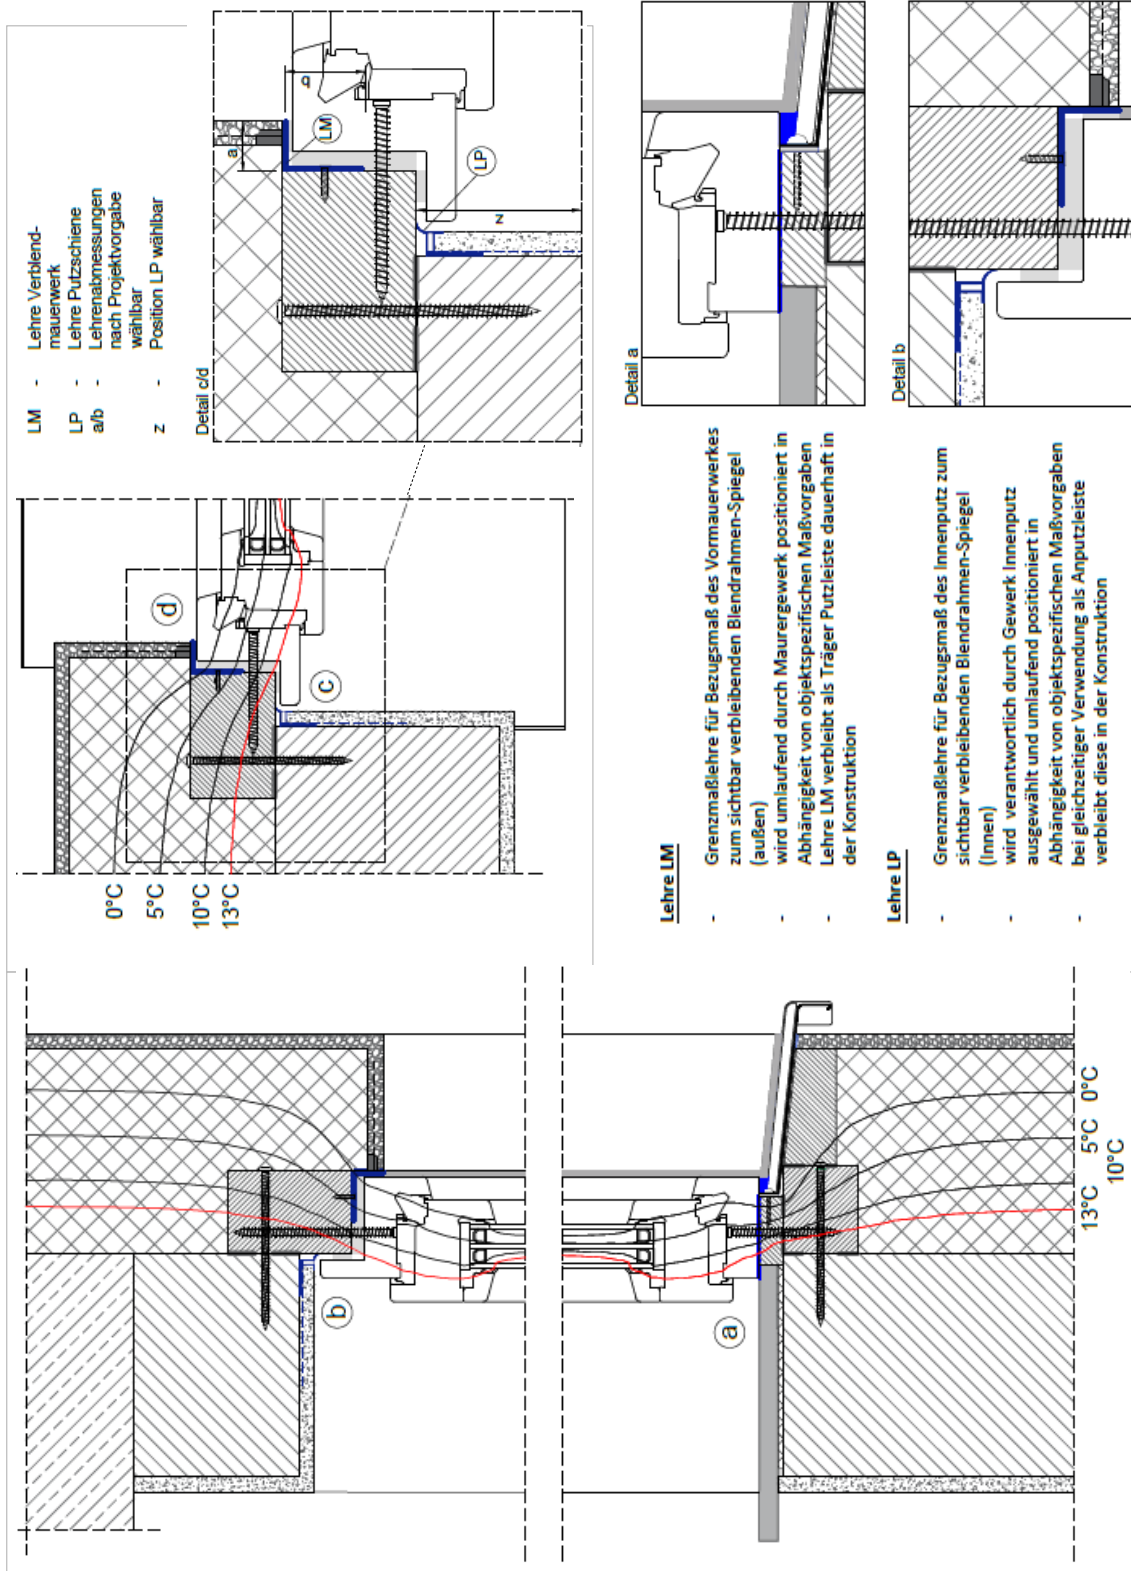 LM - Lehre Verblend-
mauerwerk
LP - Lehre Putzschiene
a/b - Lehrenabmessungen
nach Projektvorgabe
wählbar
z - Position LP wählbar
Detail c/d
a
b
LM
LP
z
d
c
0°C
5°C
10°C
13°C
Detail a
Detail b
Lehre LM
- Grenzmaßlehre für Bezugsmaß des Vormauerwerkes
zum sichtbar verbleibenden Blendrahmen-Spiegel
(außen)
- wird umlaufend durch Maurergewerk positioniert in
Abhängigkeit von objektspezifischen Maßvorgaben
- Lehre LM verbleibt als Träger Putzleiste dauerhaft in
der Konstruktion
Lehre LP
- Grenzmaßlehre für Bezugsmaß des Innenputz zum
sichtbar verbleibenden Blendrahmen-Spiegel
(Innen)
- wird verantwortlich durch Gewerk Innenputz
ausgewählt und umlaufend positioniert in
Abhängigkeit von objektspezifischen Maßvorgaben
- bei gleichzeitiger Verwendung als Anputzleiste
verbleibt diese in der Konstruktion
b
a
13°C
10°C
5°C
0°C